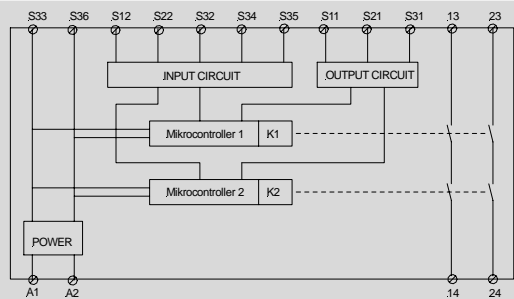 S33 S36 S12 S22 S32 S34 S35 S11 S21 S31 13 23
INPUT CIRCUIT OUTPUT CIRCUIT
Mikrocontroller 1 K1
Mikrocontroller 2 K2
POWER
A1 A2 14 24